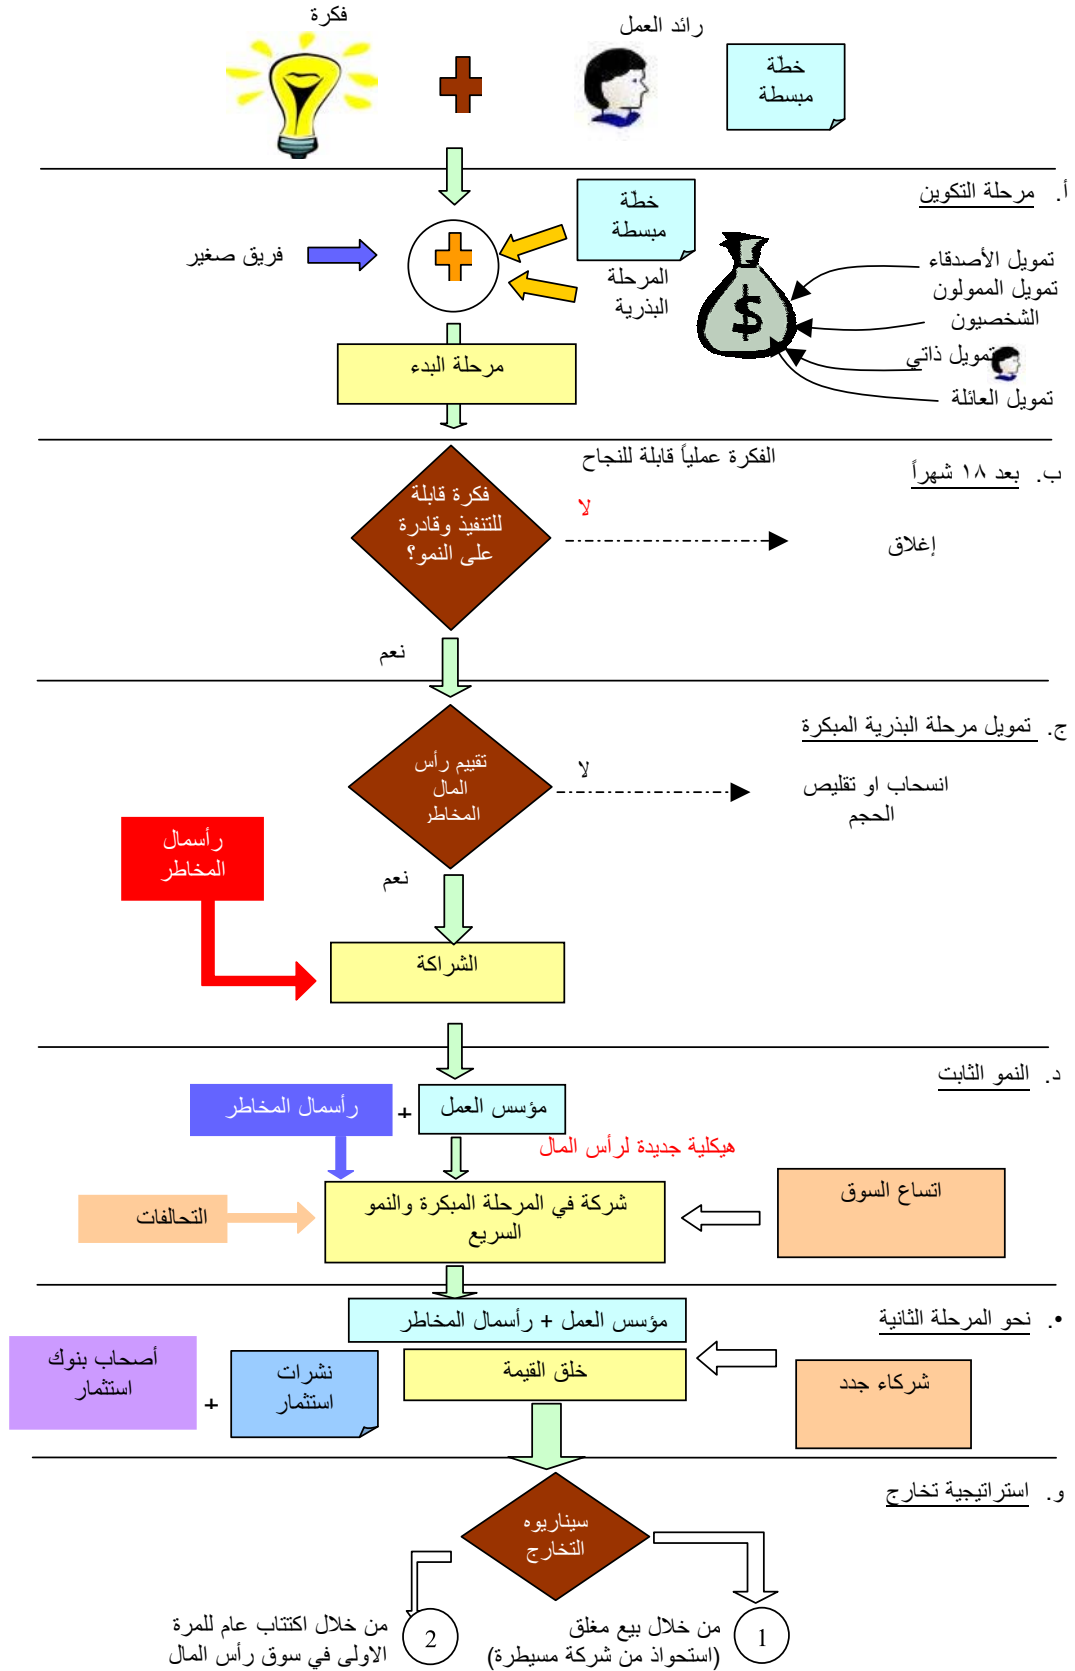 فكرة
رائد العمل
خطّة
مبسطة
أ. مرحلة التكوين
خطّة
مبسطة
فريق صغير
المرحلة
البذرية
تمويل الأصدقاء
تمويل الممولون
الشخصيون
تمويل ذاتي
تمويل العائلة
$
مرحلة البدء
ب. بعد ١٨ شهراً
الفكرة عملياً قابلة للنجاح
فكرة قابلة
للتنفيذ وقادرة
على النمو؟
لا
إغلاق
نعم
ج. تمويل مرحلة البذرية المبكرة
تقييم رأس
المال
المخاطر
لا
انسحاب او تقليص
الحجم
رأسمال
المخاطر
نعم
الشراكة
د. النمو الثابت
مؤسس العمل
+
رأسمال المخاطر
هيكلية جديدة لرأس المال
اتساع السوق
شركة في المرحلة المبكرة والنمو
السريع
التحالفات
•. نحو المرحلة الثانية
مؤسس العمل + رأسمال المخاطر
خلق القيمة
شركاء جدد
نشرات
استثمار
+
أصحاب بنوك
استثمار
و. استراتيجية تخارج
سيناريوه
التخارج
1
من خلال بيع مغلق
(استحواذ من شركة مسيطرة)
2
من خلال اكتتاب عام للمرة
الاولى في سوق رأس المال